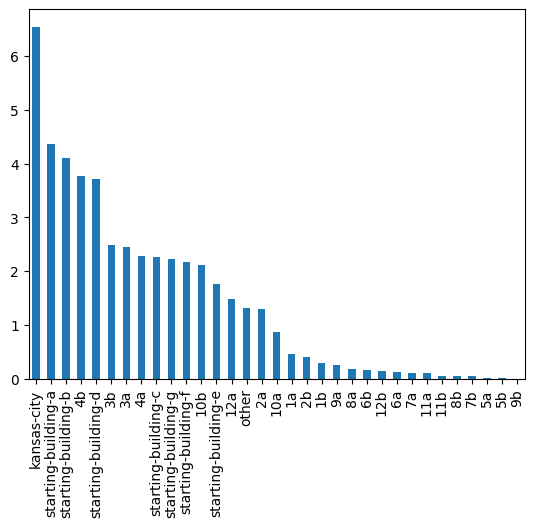 6
5
4
3
2
1
0
kansas-city
starting-building-a
starting-building-b
4b
starting-building-d
3b
3a
4a
starting-building-c
starting-building-g
starting-building-f
10b
starting-building-e
12a
other
2a
10a
1a
2b
1b
9a
8a
6b
12b
6a
7a
11a
11b
8b
7b
5a
5b
9b